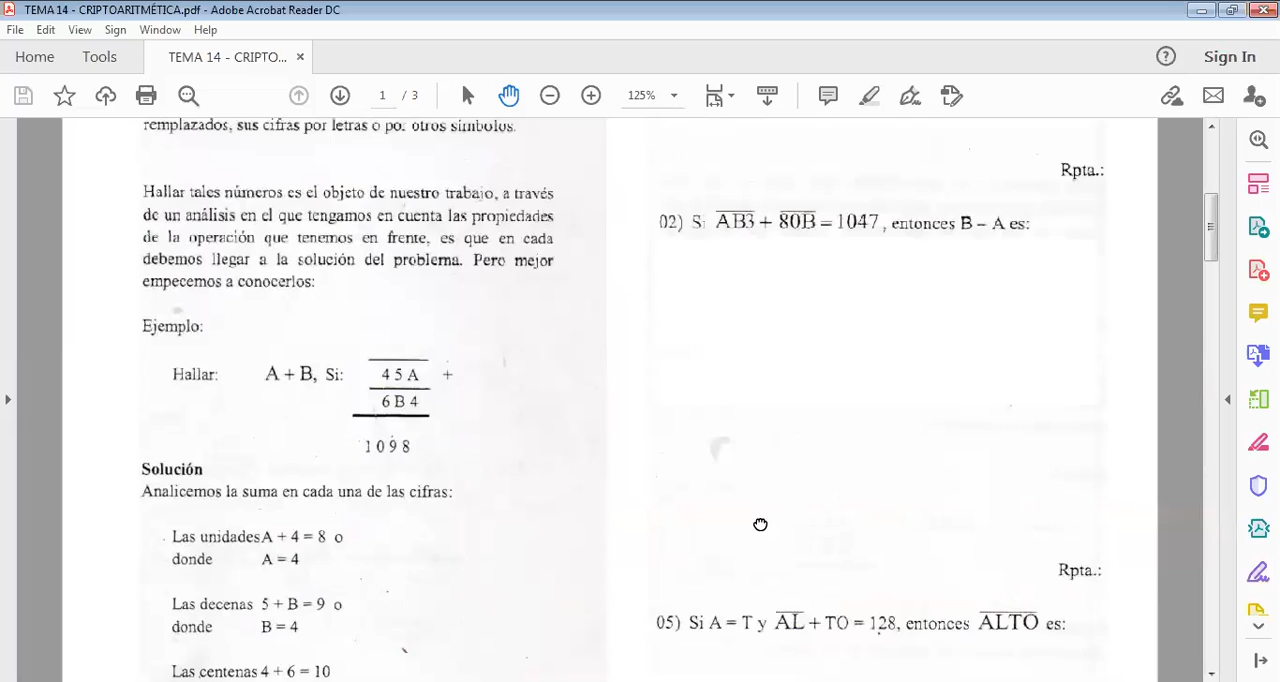 TEMA 14 - CRIPTOARITMÉTICA.pdf - Adobe Acrobat Reader DC
File Edit View Sign Window Help
Home Tools TEMA 14 - CRIPTO... × ? Sign In
1 / 3 125%
remplazados, sus cifras por letras o por otros símbolos.
Hallar tales números es el objeto de nuestro trabajo, a través
de un análisis en el que tengamos en cuenta las propiedades
de la operación que tenemos en frente, es que en cada
debemos llegar a la solución del problema. Pero mejor
empecemos a conocerlos:
Ejemplo:
Hallar: A + B, Si: 4 5 A +
6 B 4
1 0 9 8
Solución
Analicemos la suma en cada una de las cifras:
Las unidades A + 4 = 8 o
donde A = 4
Las decenas 5 + B = 9 o
donde B = 4
Las centenas 4 + 6 = 10
Rpta.:
02) Si AB3 + 80B = 1047, entonces B – A es:
Rpta.:
05) Si A = T y AL + TO = 128, entonces ALTO es: